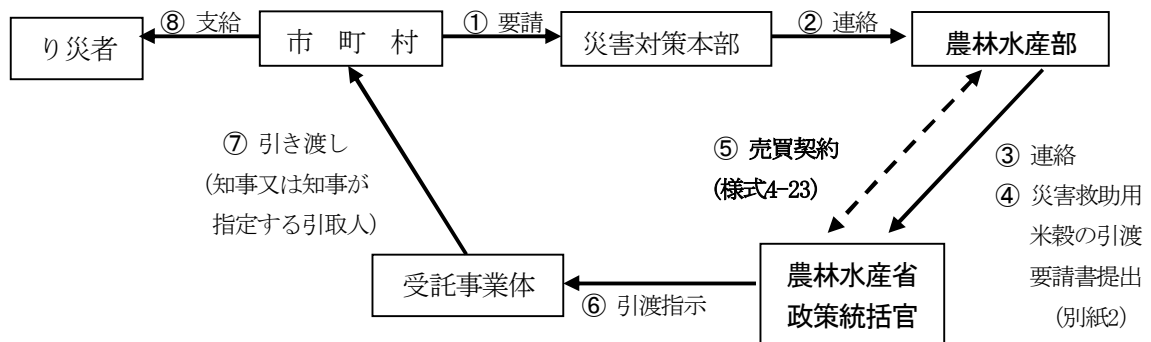 り災者
⑧ 支給
市　町　村
① 要請
災害対策本部
② 連絡
農林水産部
⑦ 引き渡し
（知事又は知事が
指定する引取人）
⑤ 売買契約
(様式4-23)
③ 連絡
④ 災害救助用
米穀の引渡
要請書提出
（別紙2）
受託事業体
⑥ 引渡指示
農林水産省
政策統括官